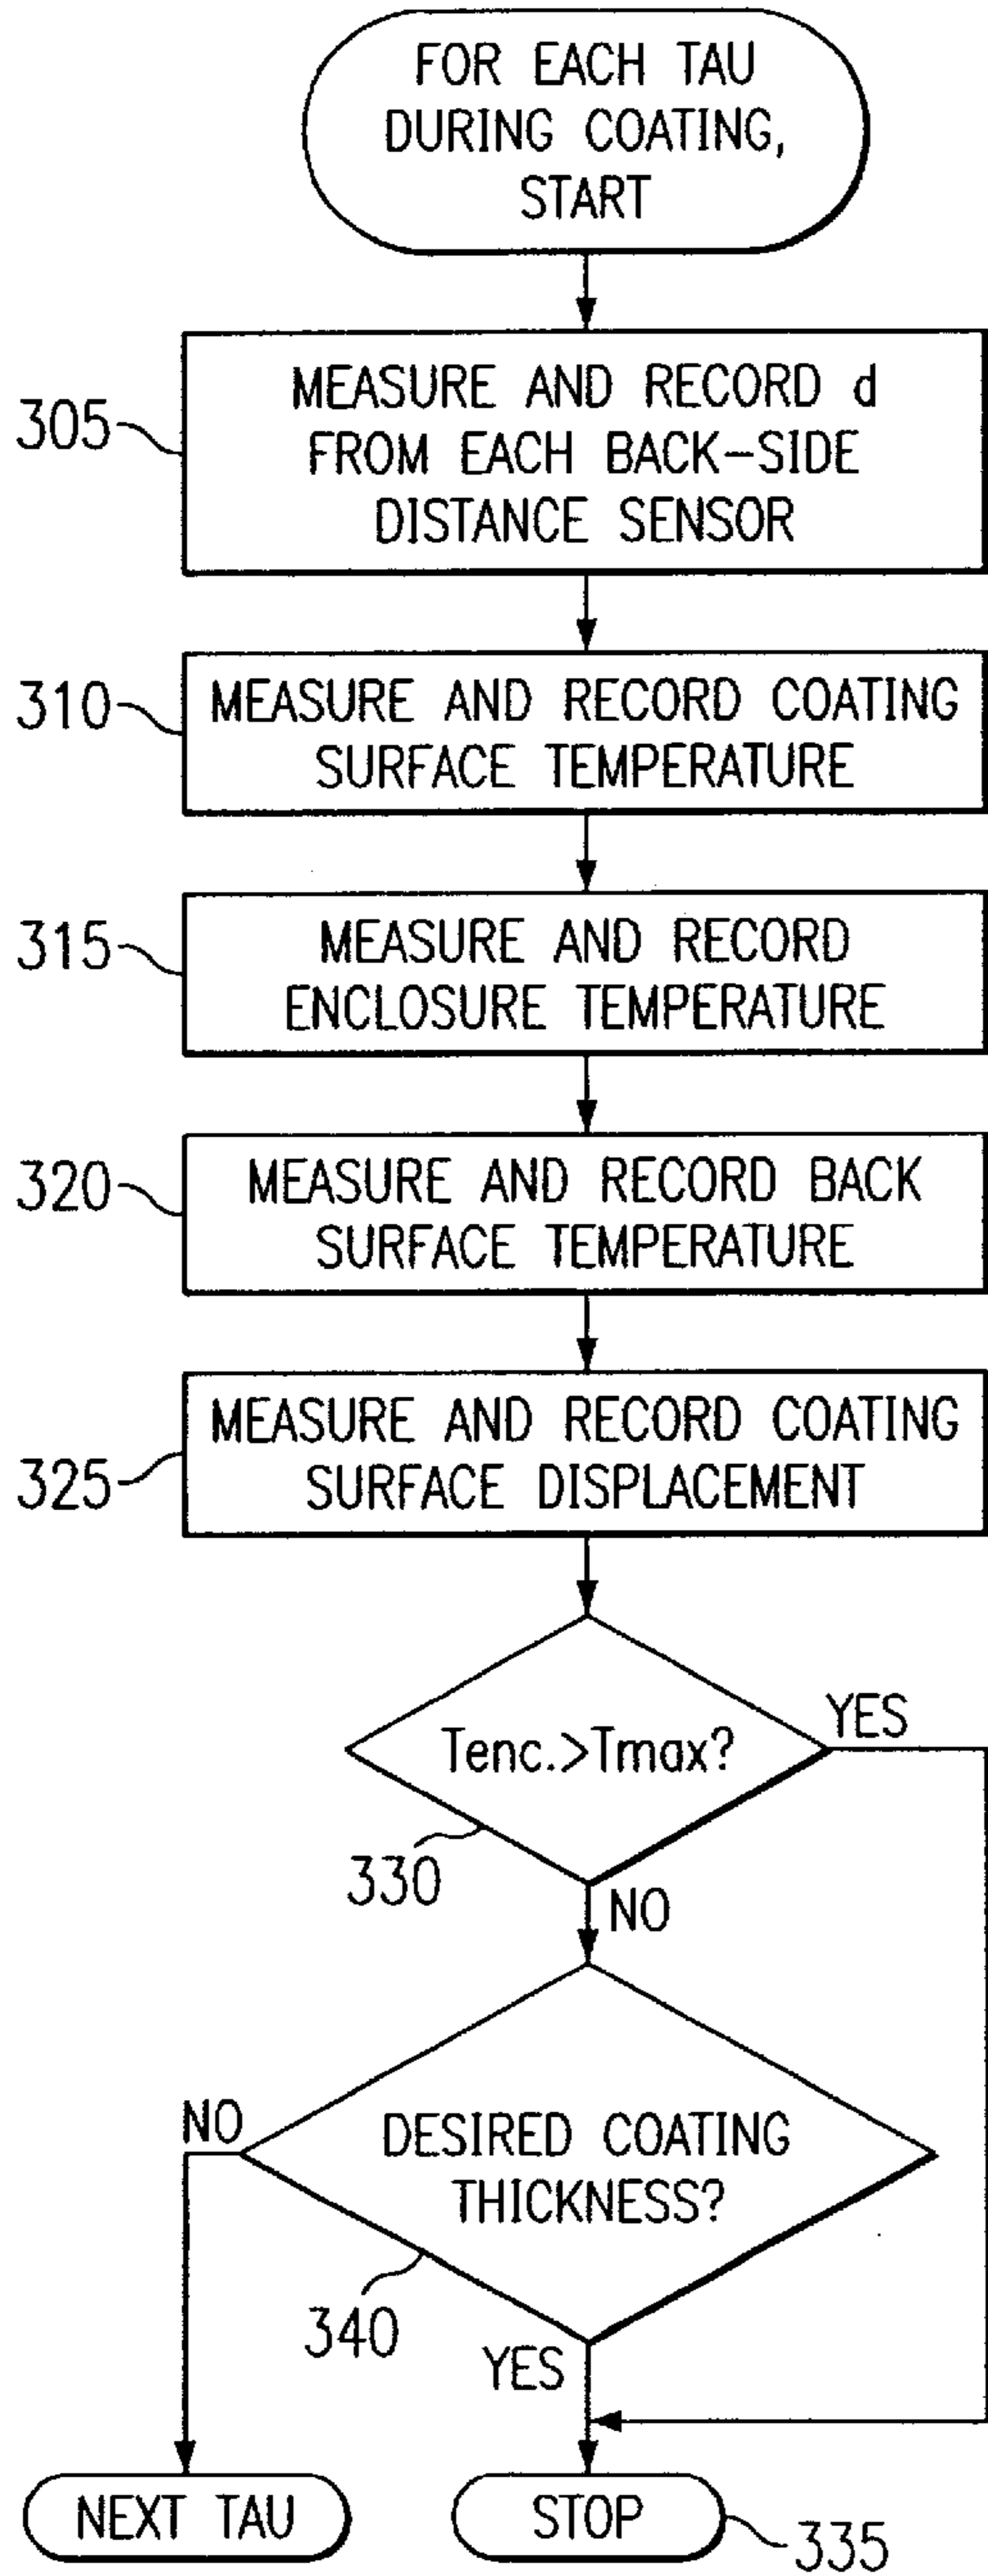 FOR EACH TAU
DURING COATING,
START
305
MEASURE AND RECORD d
FROM EACH BACK-SIDE
DISTANCE SENSOR
310
MEASURE AND RECORD COATING
SURFACE TEMPERATURE
315
MEASURE AND RECORD
ENCLOSURE TEMPERATURE
320
MEASURE AND RECORD BACK
SURFACE TEMPERATURE
325
MEASURE AND RECORD COATING
SURFACE DISPLACEMENT
Tenc.>Tmax?
YES
330
NO
DESIRED COATING
THICKNESS?
NO
340
YES
NEXT TAU
STOP
335